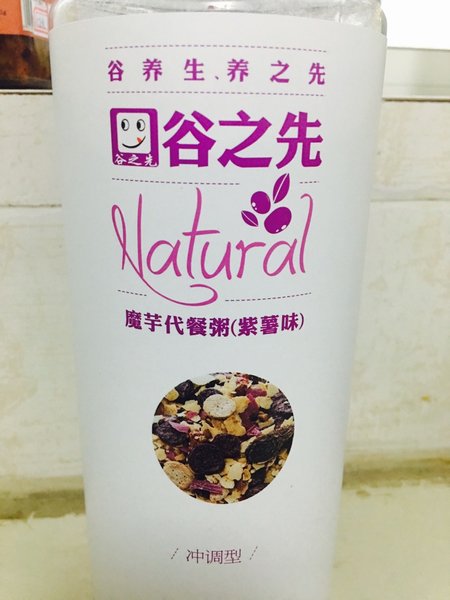 谷养生、养之先
谷之先
谷之先
Natural
魔芋代餐粥(紫薯味)
/ 冲调型 /